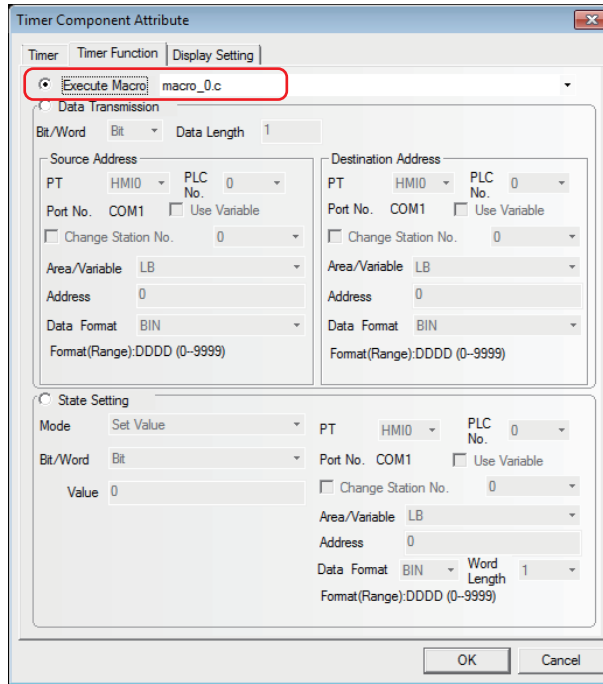 Timer Component Attribute
Timer Timer Function Display Setting
Execute Macro macro_0.c
Data Transmission
Bit/Word Bit Data Length 1
Source Address
PT HMI0 PLC No. 0
Port No. COM1 Use Variable
Change Station No. 0
Area/Variable LB
Address 0
Data Format BIN
Format(Range):DDDD (0--9999)
Destination Address
PT HMI0 PLC No. 0
Port No. COM1 Use Variable
Change Station No. 0
Area/Variable LB
Address 0
Data Format BIN
Format(Range):DDDD (0--9999)
State Setting
Mode Set Value
Bit/Word Bit
Value 0
PT HMI0 PLC No. 0
Port No. COM1 Use Variable
Change Station No. 0
Area/Variable LB
Address 0
Data Format BIN Word Length 1
Format(Range):DDDD (0--9999)
OK Cancel